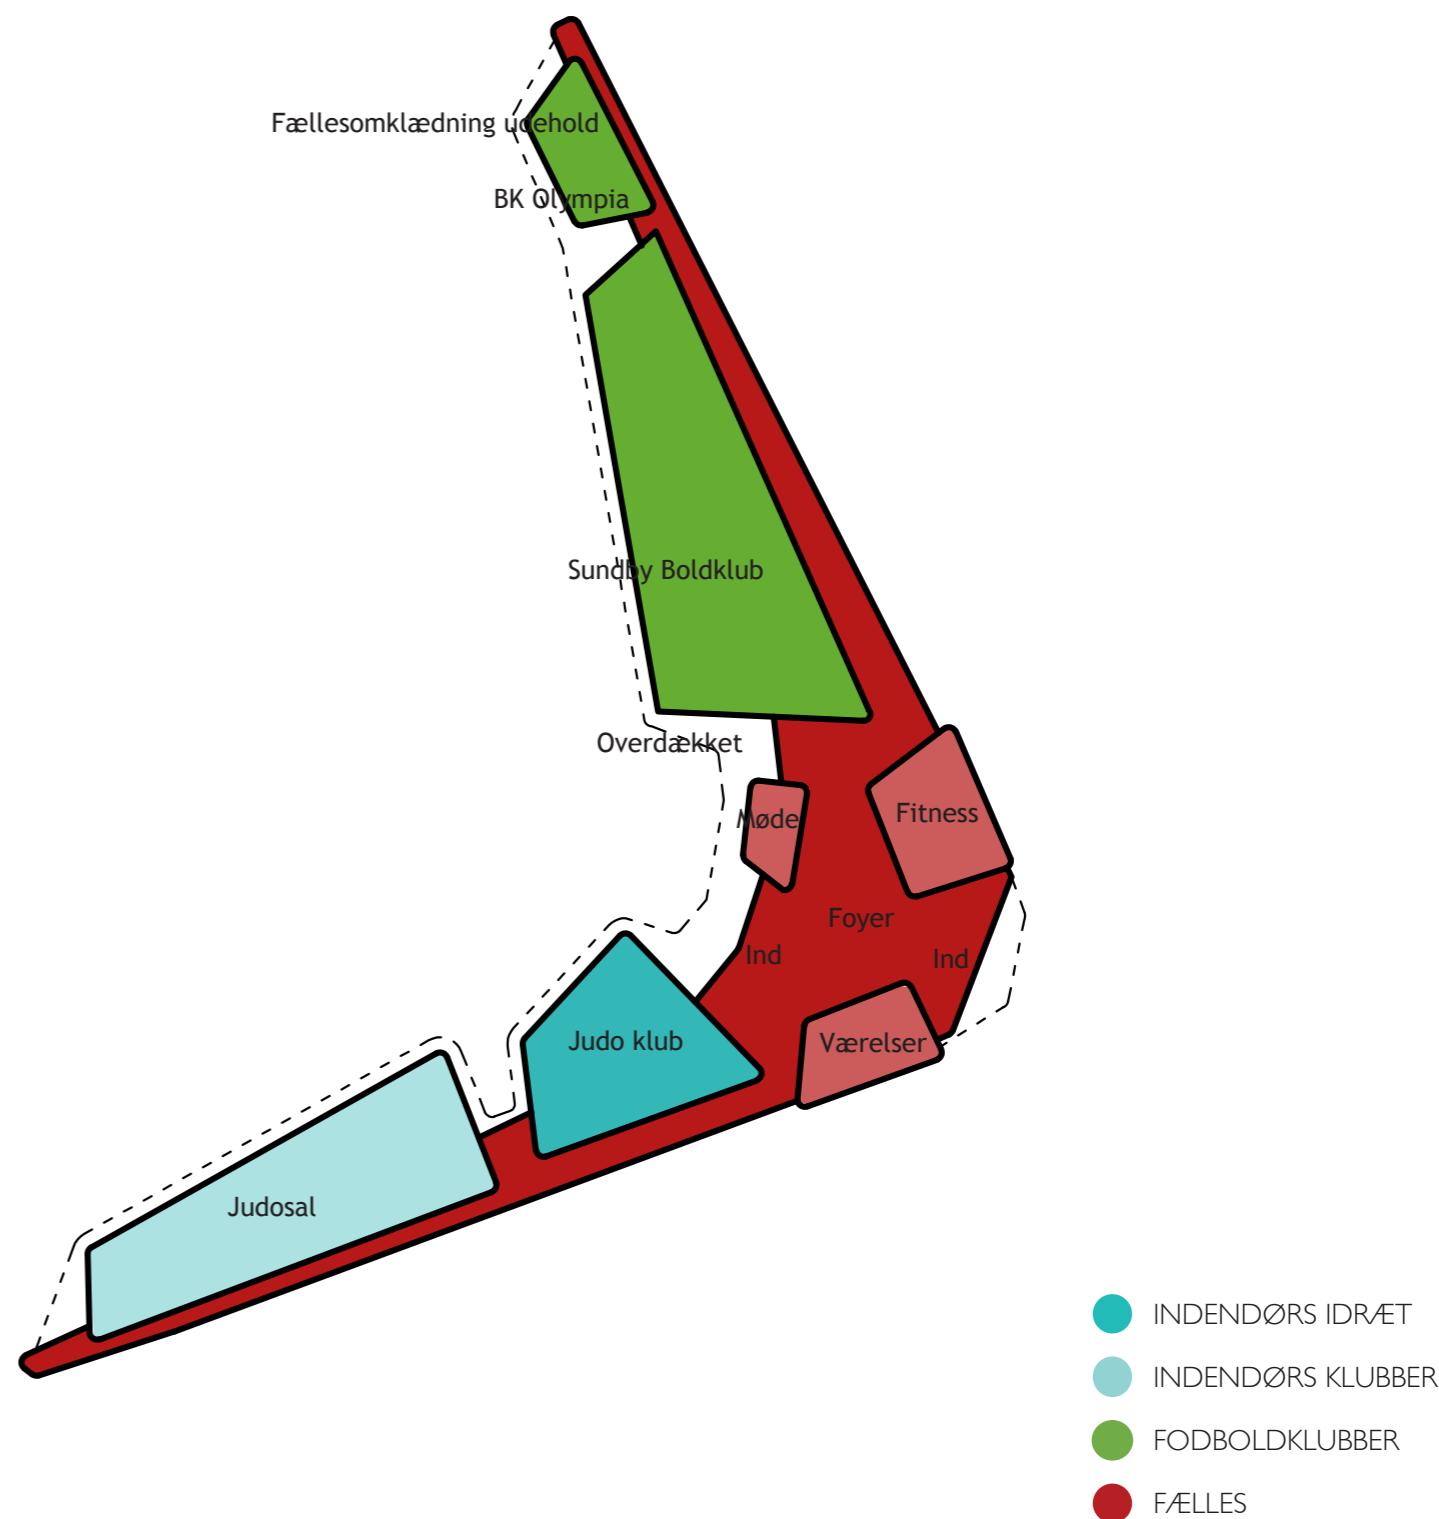 Fællesomklædning udehold
BK Olympia
Sundby Boldklub
Overdækket
Møde
Fitness
Foyer
Ind
Ind
Judo klub
Værelser
Judosal
INDENDØRS IDRÆT
INDENDØRS KLUBBER
FODBOLDKLUBBER
FÆLLES